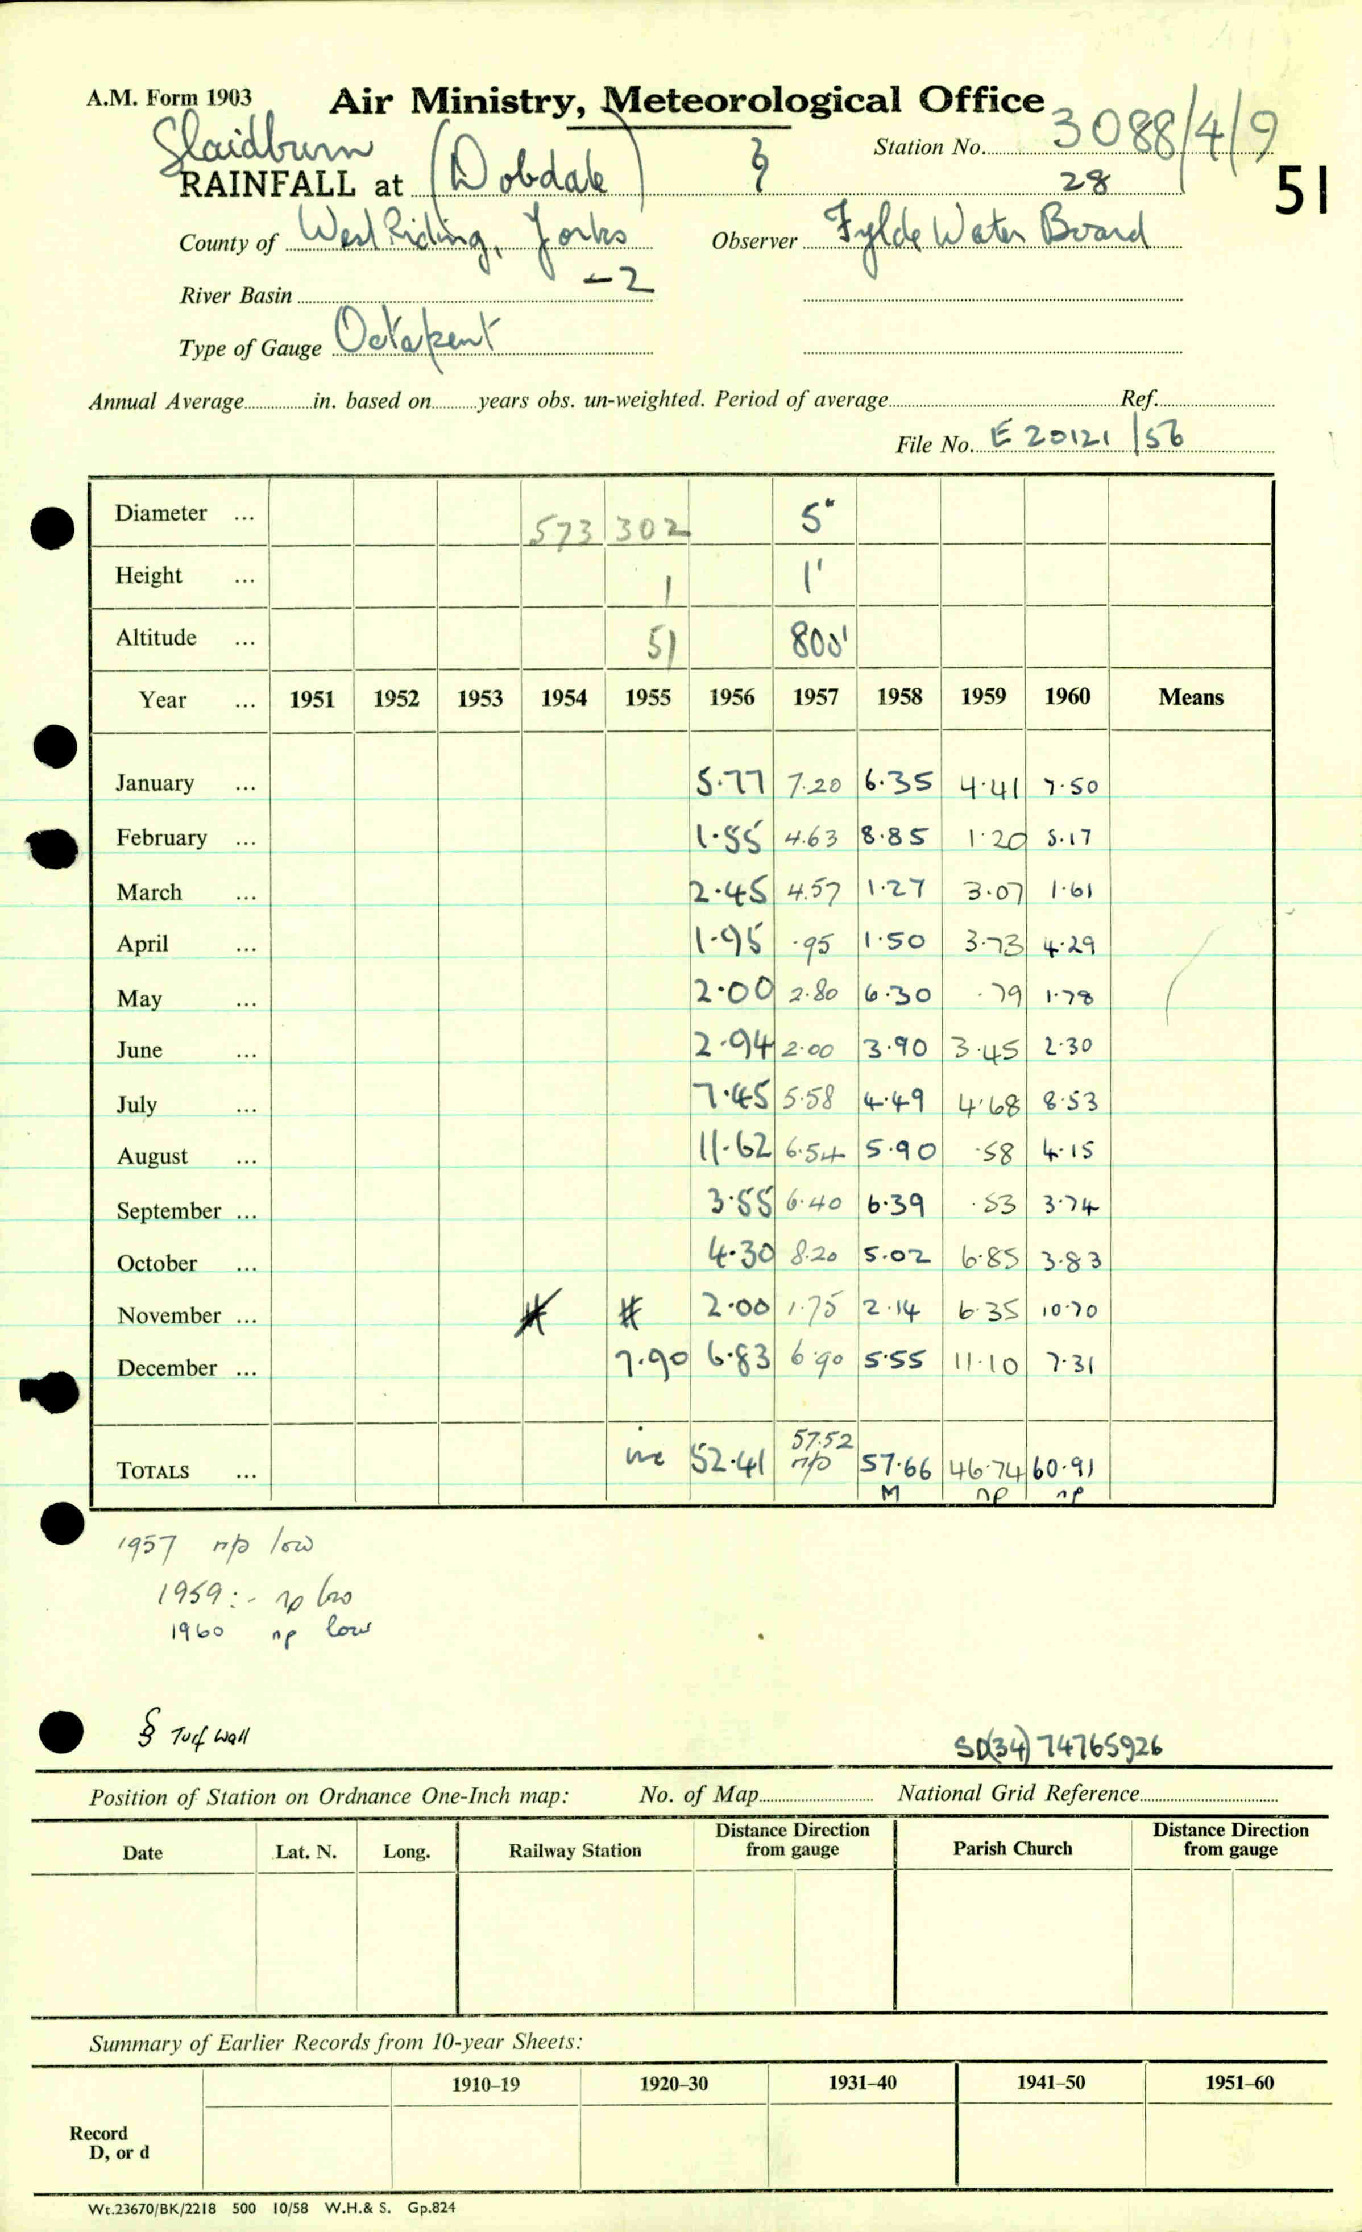 A.M. Form 1903 Air Ministry, Meteorological Office
Slaidburn Station No. 3088/4/9
RAINFALL at (Dobdale) § 28 51
County of West Riding, Yorks Observer Fylde Water Board
River Basin -2
Type of Gauge Octapent
Annual Average in. based on years obs. un-weighted. Period of average Ref.
File No. E 20121/56
Diameter ... 573 302 5"
Height ... 1 1'
Altitude ... 51 800'
Year ... 1951 1952 1953 1954 1955 1956 1957 1958 1959 1960 Means
January ... 5.77 7.20 6.35 4.41 7.50
February ... 1.55 4.63 8.85 1.20 5.17
March ... 2.45 4.57 1.27 3.07 1.61
April ... 1.95 .95 1.50 3.73 4.29
May ... 2.00 2.80 6.30 .79 1.78
June ... 2.94 2.00 3.90 3.45 2.30
July ... 7.45 5.58 4.49 4.68 8.53
August ... 11.62 6.54 5.90 .58 4.15
September ... 3.55 6.40 6.39 .53 3.74
October ... 4.30 8.20 5.02 6.85 3.83
November ... 2.00 1.75 2.14 6.35 10.70
December ... 7.90 6.83 6.90 5.55 11.10 7.31
57.52
TOTALS ... inc 52.41 n/p 57.66 46.74 60.91
M np np
1957 n/p low
1959:- np low
1960 np low
§ Turf wall SD(34)74765926
Position of Station on Ordnance One-Inch map: No. of Map National Grid Reference
Date Lat. N. Long. Railway Station Distance Direction from gauge Parish Church Distance Direction from gauge
Summary of Earlier Records from 10-year Sheets:
1910–19 1920–30 1931–40 1941–50 1951–60
Record
D, or d
Wt.23670/BK/2218 500 10/58 W.H.& S. Gp.824